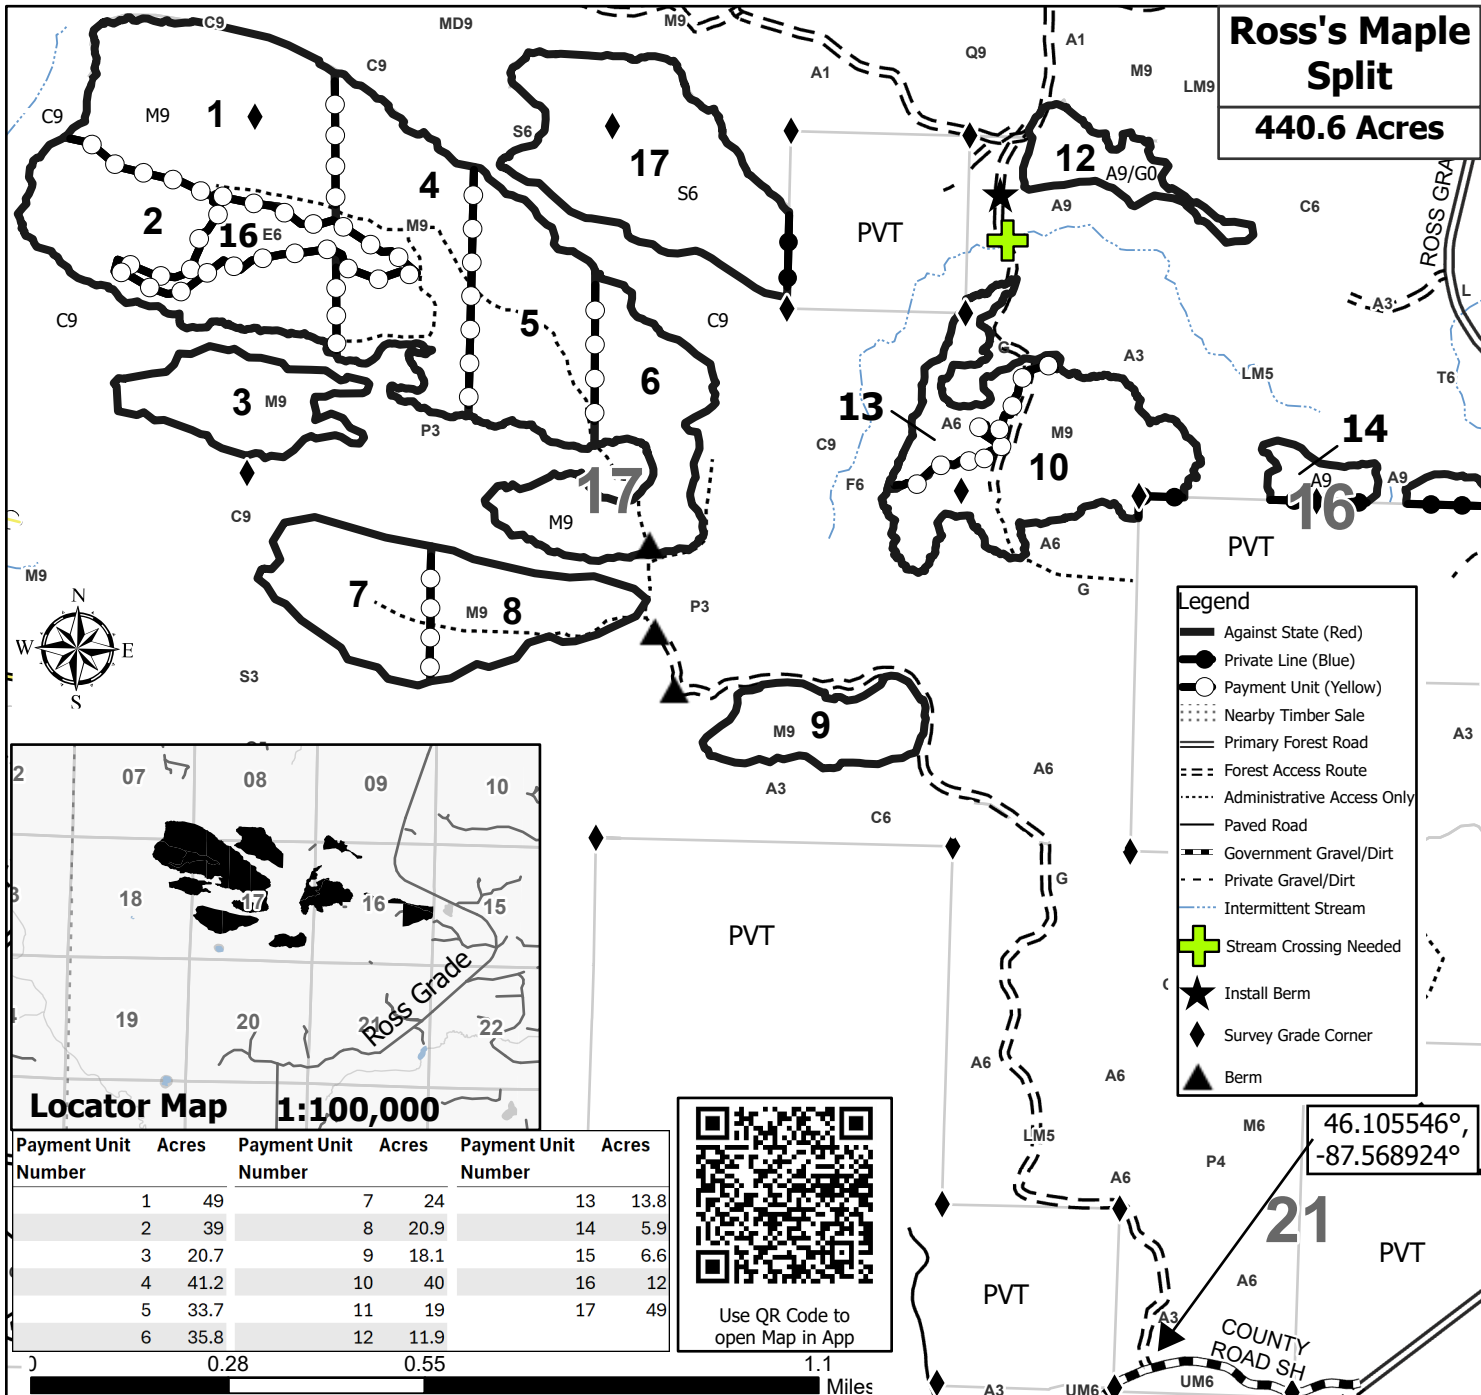 Ross's Maple
Split
440.6 Acres
C9
MD9
M9
A1
Q9
A1
M9
LM9
C9
C9
M9
1
S6
17
S6
4
12
A9/G0
A9
C6
ROSS GRA
2
16
E6
M9
PVT
A3
L
C9
5
C9
G
A3
LM5
T6
3
M9
6
P3
13
A6
C9
M9
10
14
F6
A9
A9
17
16
M9
C9
A6
PVT
M9
G
N
W
E
S
7
M9
8
P3
S3
M9
9
A3
A6
A3
C6
G
PVT
A6
A6
LM5
M6
P4
A6
21
PVT
A6
PVT
A3
COUNTY
ROAD SH
A3
UM6
UM6
Legend
Against State (Red)
Private Line (Blue)
Payment Unit (Yellow)
Nearby Timber Sale
Primary Forest Road
Forest Access Route
Administrative Access Only
Paved Road
Government Gravel/Dirt
Private Gravel/Dirt
Intermittent Stream
Stream Crossing Needed
Install Berm
Survey Grade Corner
Berm
46.105546°,
-87.568924°
2
07
08
09
10
3
18
17
16
15
19
20
21
22
Ross Grade
Locator Map 1:100,000
Payment Unit Number Acres Payment Unit Number Acres Payment Unit Number Acres
1 49 7 24 13 13.8
2 39 8 20.9 14 5.9
3 20.7 9 18.1 15 6.6
4 41.2 10 40 16 12
5 33.7 11 19 17 49
6 35.8 12 11.9
Use QR Code to
open Map in App
0 0.28 0.55 1.1
Miles